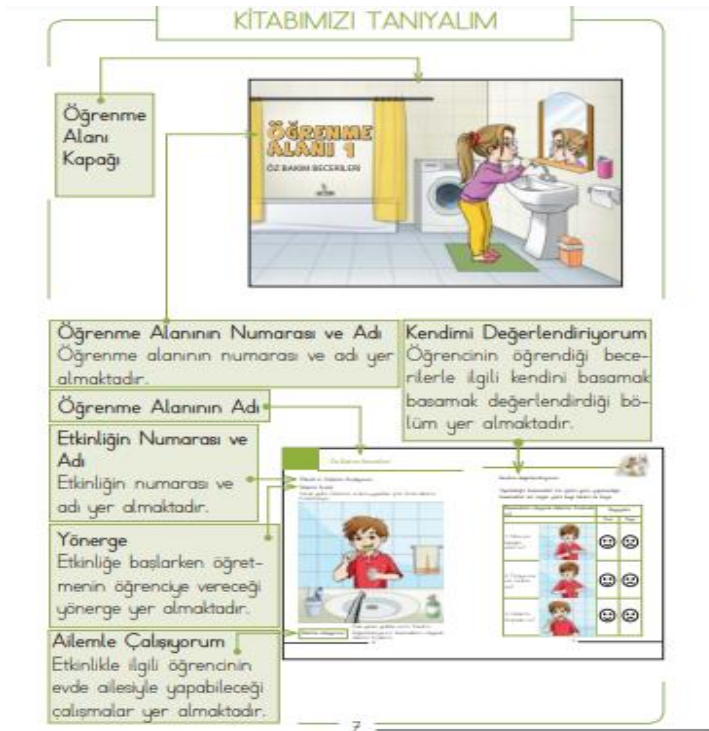 KİTABIMIZI TANIYALIM
Öğrenme
Alanı
Kapağı
ÖĞRENME
ALANI 1
ÖZ BAKIM BECERİLERİ
Öğrenme Alanının Numarası ve Adı
Öğrenme alanının numarası ve adı yer
almaktadır.
Kendimi Değerlendiriyorum
Öğrencinin öğrendiği bece-
rilerle ilgili kendini basamak
basamak değerlendirdiği bö-
lüm yer almaktadır.
Öğrenme Alanının Adı
Etkinliğin Numarası ve
Adı
Etkinliğin numarası ve
adı yer almaktadır.
Yönerge
Etkinliğe başlarken öğret-
menin öğrenciye vereceği
yönerge yer almaktadır.
Ailemle Çalışıyorum
Etkinlikle ilgili öğrencinin
evde ailesiyle yapabileceği
çalışmalar yer almaktadır.
Öz Bakım Becerileri
7